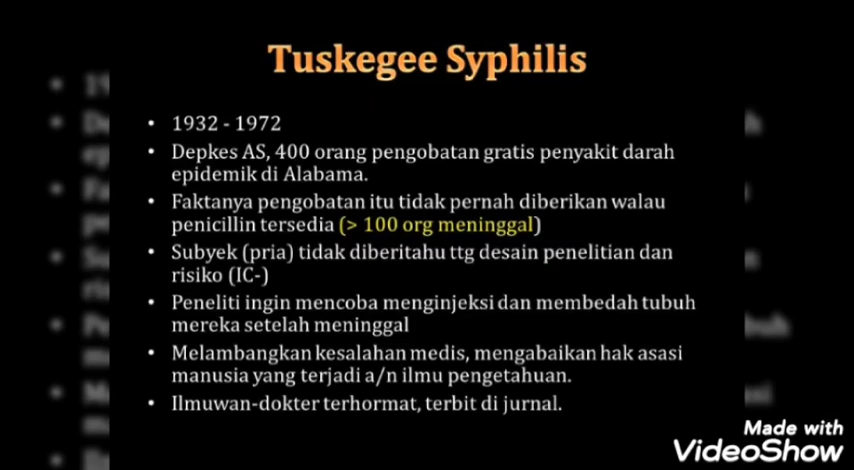 Tuskegee Syphilis
• 1932 - 1972
• Depkes AS, 400 orang pengobatan gratis penyakit darah
epidemik di Alabama.
• Faktanya pengobatan itu tidak pernah diberikan walau
penicillin tersedia (> 100 org meninggal)
• Subyek (pria) tidak diberitahu ttg desain penelitian dan
risiko (IC-)
• Peneliti ingin mencoba menginjeksi dan membedah tubuh
mereka setelah meninggal
• Melambangkan kesalahan medis, mengabaikan hak asasi
manusia yang terjadi a/n ilmu pengetahuan.
• Ilmuwan-dokter terhormat, terbit di jurnal.
Made with
VideoShow